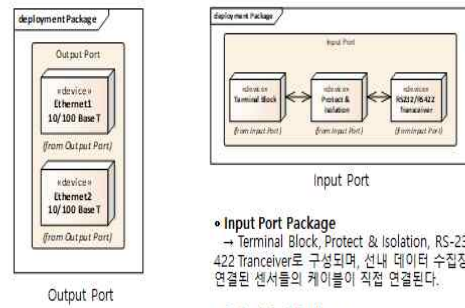 deployment Package
Output Port
«device»
Ethernet1
10/100 Base T
(from Output Port)
«device»
Ethernet2
10/100 Base T
(from Output Port)
Output Port
deployment Package
Input Port
«device»
Terminal Block
(from Input Port)
«device»
Protect &
Isolation
(from Input Port)
«device»
RS232/RS422
Tranceiver
(from Input Port)
Input Port
• Input Port Package
→ Terminal Block, Protect & Isolation, RS-23
422 Tranceiver로 구성되며, 선내 데이터 수집장
연결된 센서들의 케이블이 직접 연결된다.